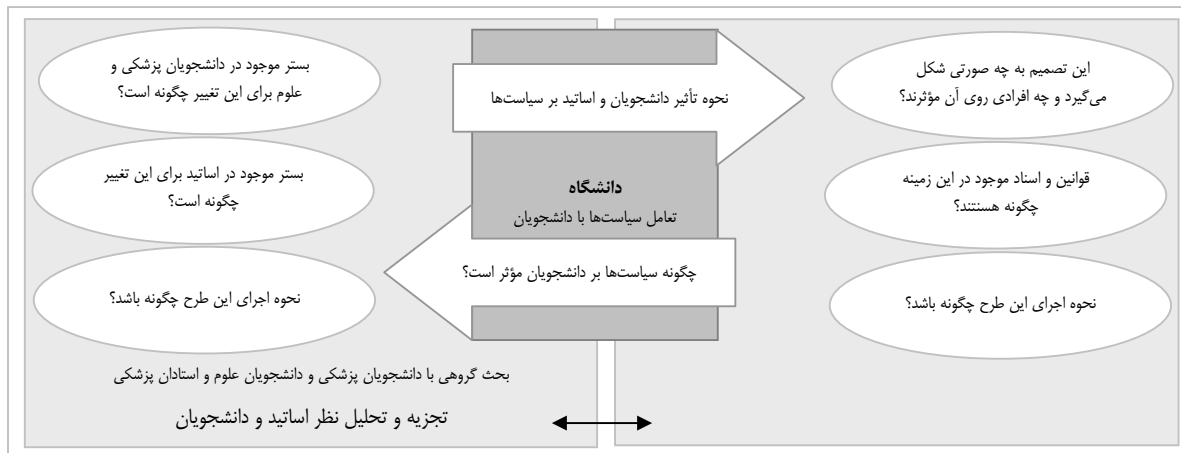 این تصمیم به چه صورتی شکل
می‌گیرد و چه افرادی روی آن مؤثرند؟
قوانین و اسناد موجود در این زمینه
چگونه هستند؟
نحوه اجرای این طرح چگونه باشد؟
نحوه تأثیر دانشجویان و اساتید بر سیاست‌ها
دانشگاه
تعامل سیاست‌ها با دانشجویان
چگونه سیاست‌ها بر دانشجویان مؤثر است؟
بستر موجود در دانشجویان پزشکی و
علوم برای این تغییر چگونه است؟
بستر موجود در اساتید برای این تغییر
چگونه است؟
نحوه اجرای این طرح چگونه باشد؟
بحث گروهی با دانشجویان پزشکی و دانشجویان علوم و استادان پزشکی
تجزیه و تحلیل نظر اساتید و دانشجویان